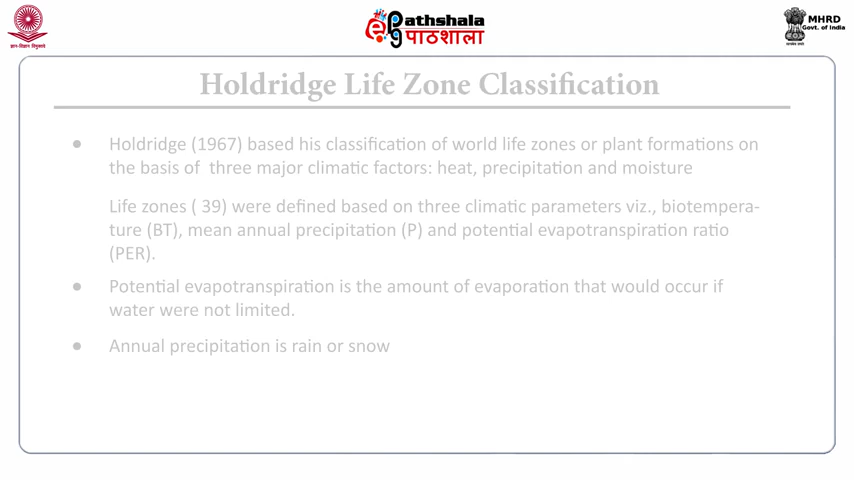 ज्ञान-विज्ञान विमुक्तये
ePathshala
पाठशाला
MHRD
Govt. of India
Holdridge Life Zone Classification
● Holdridge (1967) based his classification of world life zones or plant formations on
the basis of three major climatic factors: heat, precipitation and moisture
Life zones ( 39) were defined based on three climatic parameters viz., biotempera-
ture (BT), mean annual precipitation (P) and potential evapotranspiration ratio
(PER).
● Potential evapotranspiration is the amount of evaporation that would occur if
water were not limited.
● Annual precipitation is rain or snow